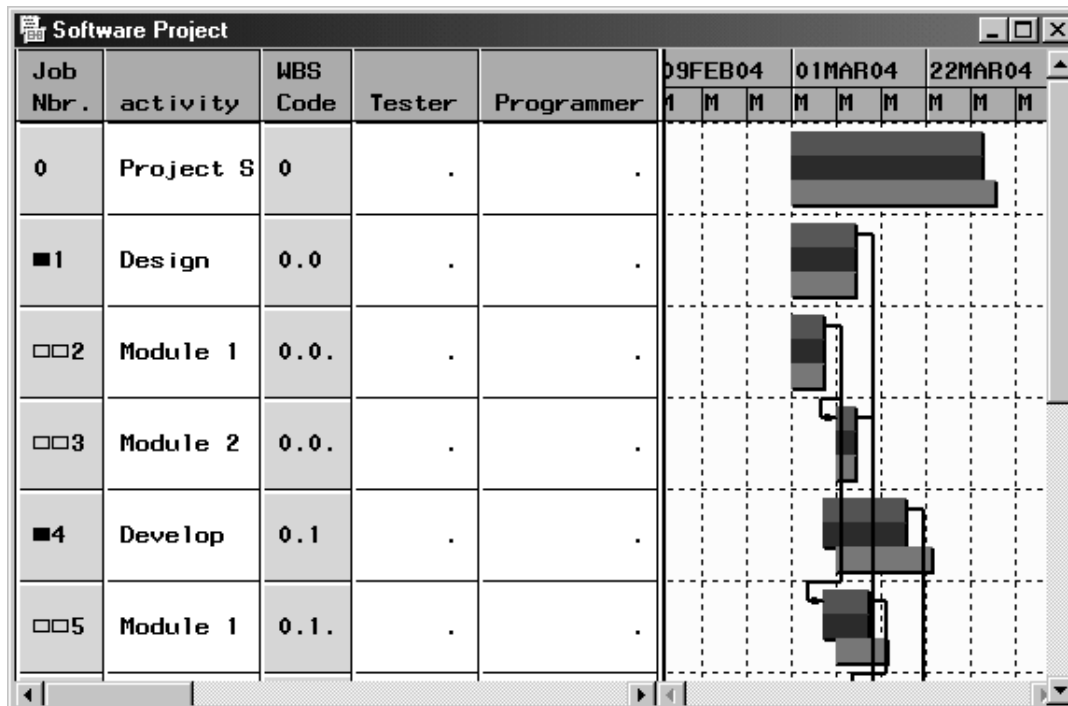 Software Project
Job Nbr. activity WBS Code Tester Programmer 09FEB04 01MAR04 22MAR04
M M M M M M M M M
0 Project S 0 . .
■1 Design 0.0 . .
□□2 Module 1 0.0. . .
□□3 Module 2 0.0. . .
■4 Develop 0.1 . .
□□5 Module 1 0.1. . .